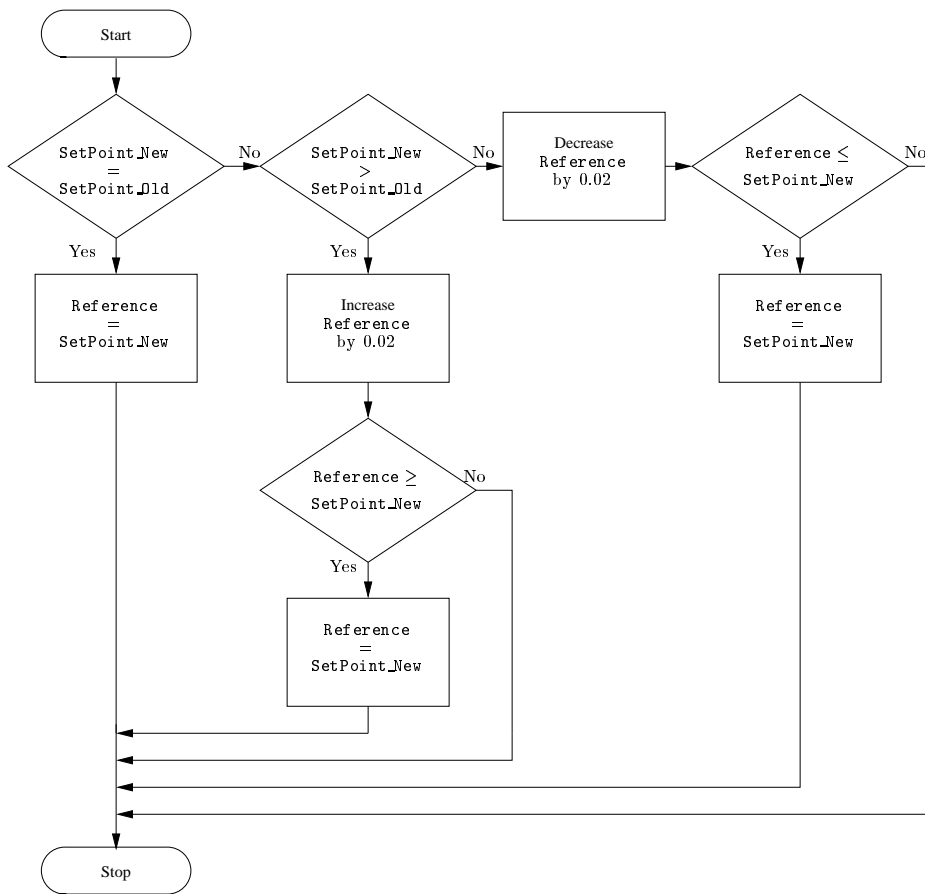 Start
SetPoint_New
=
SetPoint_Old
No
Yes
Reference
=
SetPoint_New
SetPoint_New
>
SetPoint_Old
No
Yes
Increase
Reference
by 0.02
Reference ≥
SetPoint_New
No
Yes
Reference
=
SetPoint_New
Decrease
Reference
by 0.02
Reference ≤
SetPoint_New
No
Yes
Reference
=
SetPoint_New
Stop